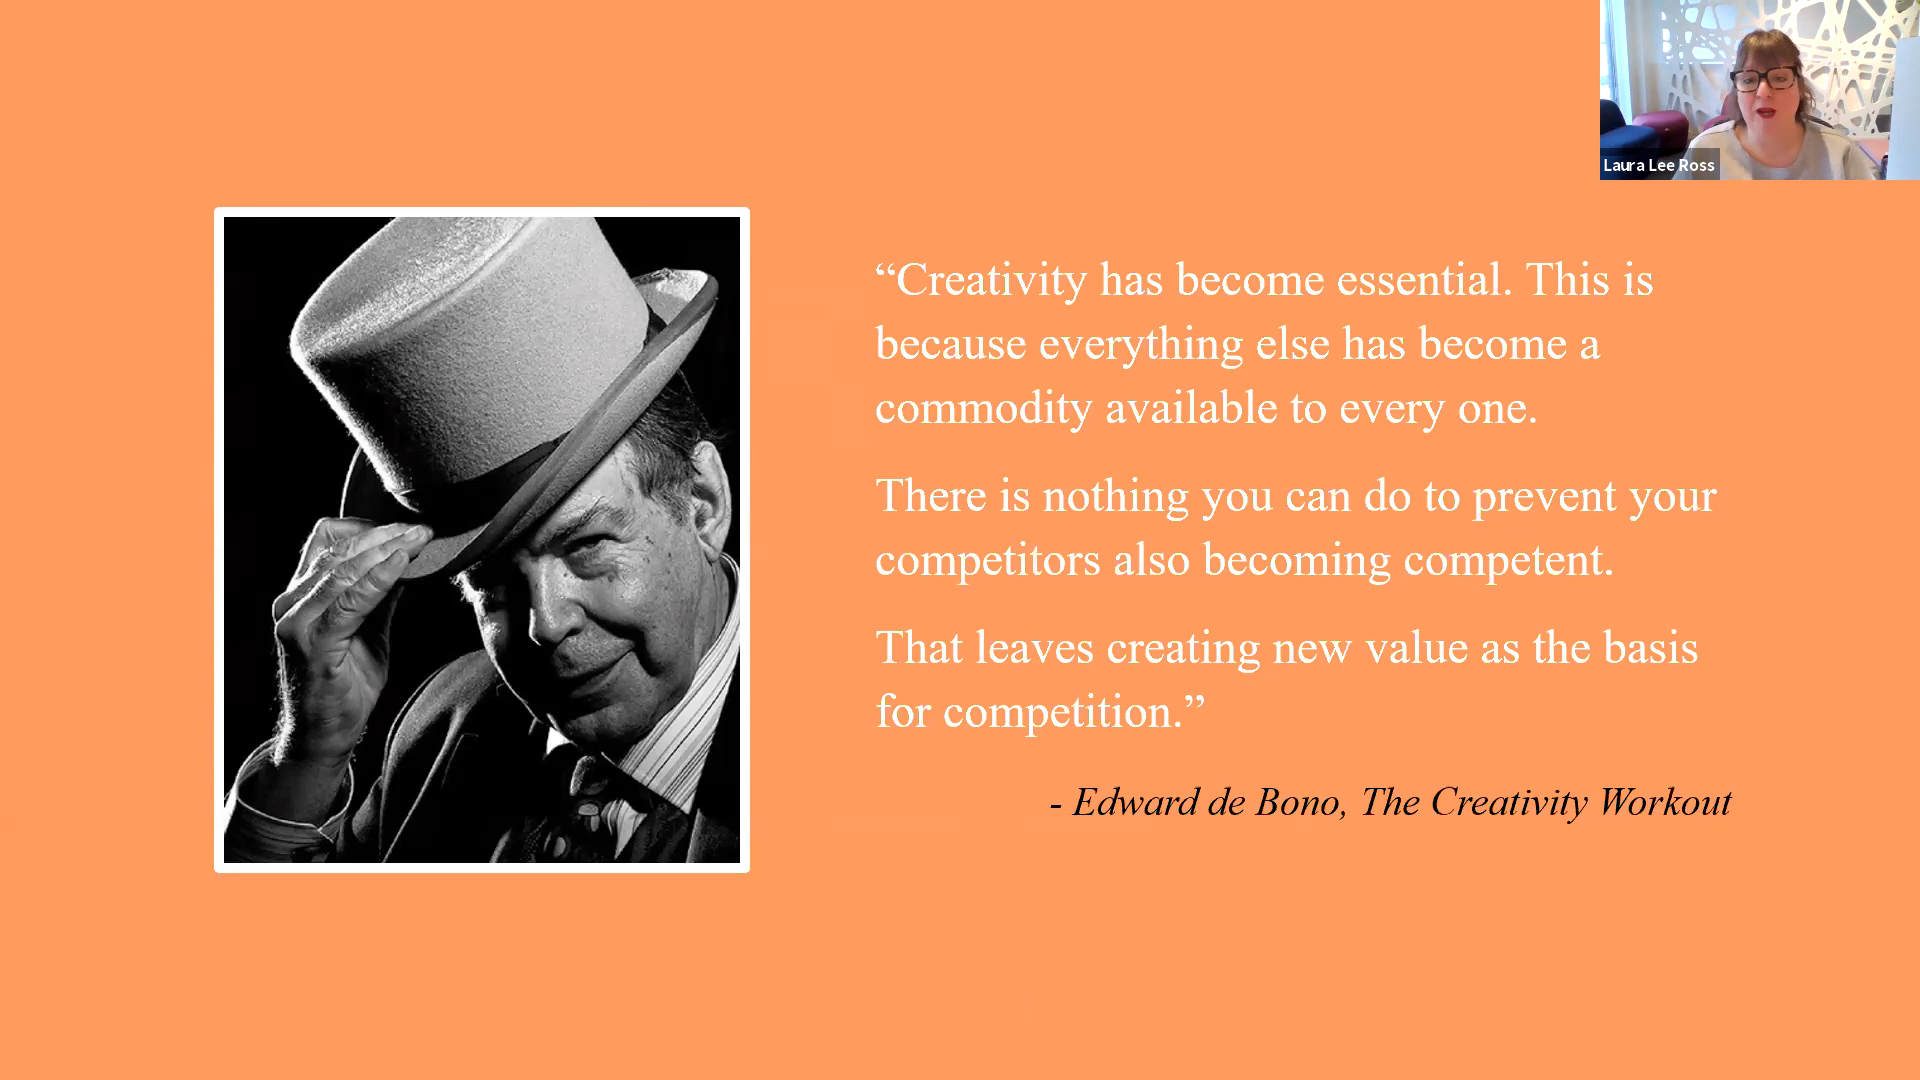 Laura Lee Ross
“Creativity has become essential. This is
because everything else has become a
commodity available to every one.
There is nothing you can do to prevent your
competitors also becoming competent.
That leaves creating new value as the basis
for competition.”
- Edward de Bono, The Creativity Workout